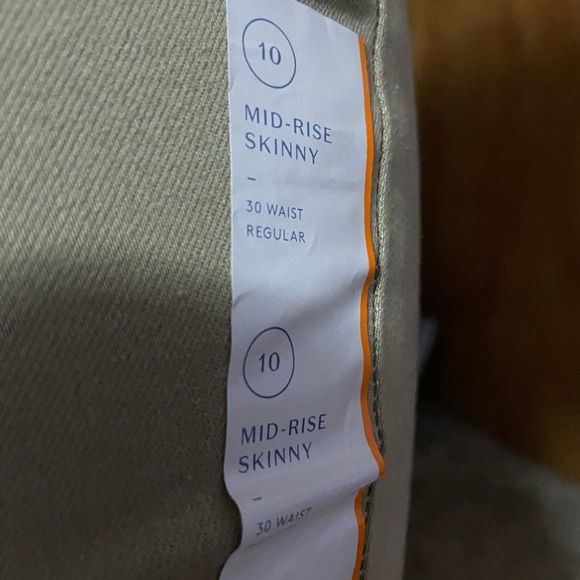 10
MID-RISE
SKINNY
–
30 WAIST
REGULAR
10
MID-RISE
SKINNY
–
30 WAIST